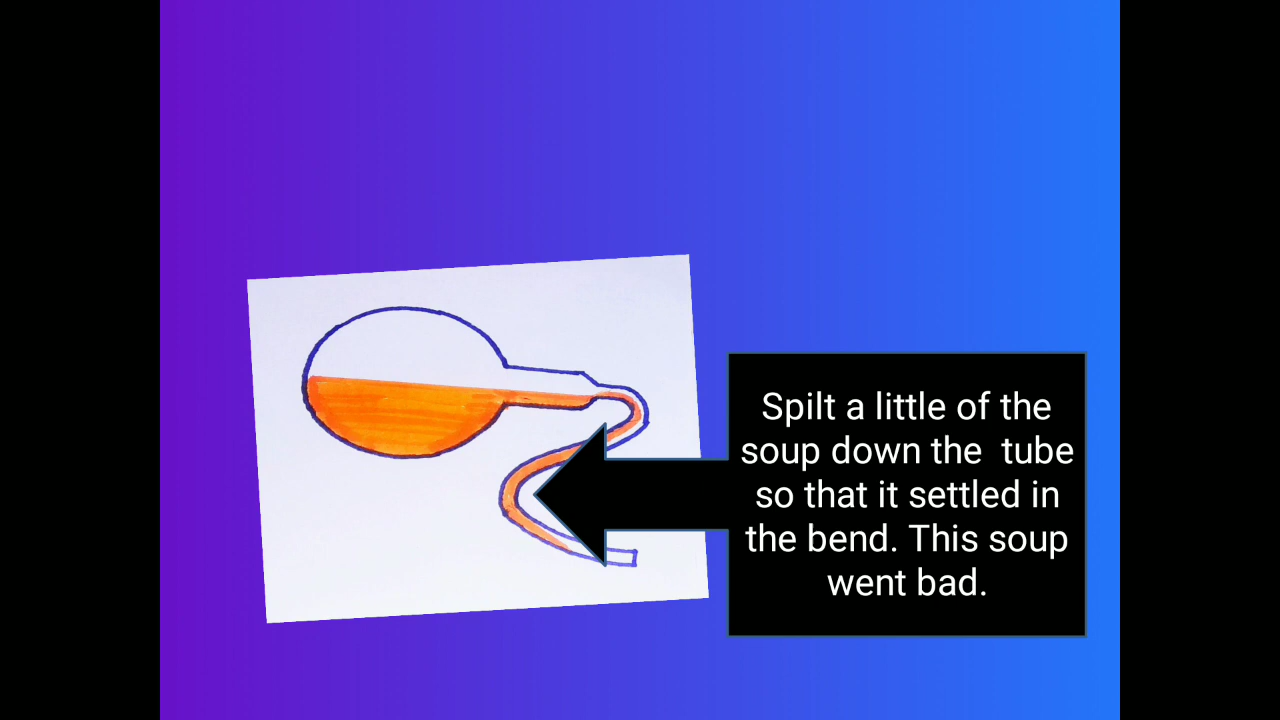 Spilt a little of the
soup down the  tube
so that it settled in
the bend. This soup
went bad.